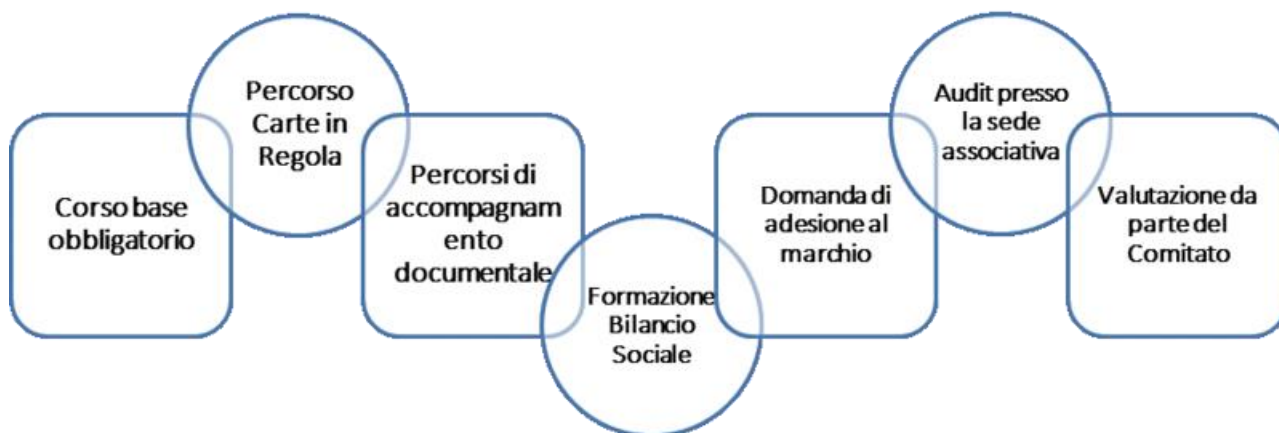 Corso base
obbligatorio
Percorso
Carte in
Regola
Percorsi di
accompagnam
ento
documentale
Formazione
Bilancio
Sociale
Domanda di
adesione al
marchio
Audit presso
la sede
associativa
Valutazione da
parte del
Comitato